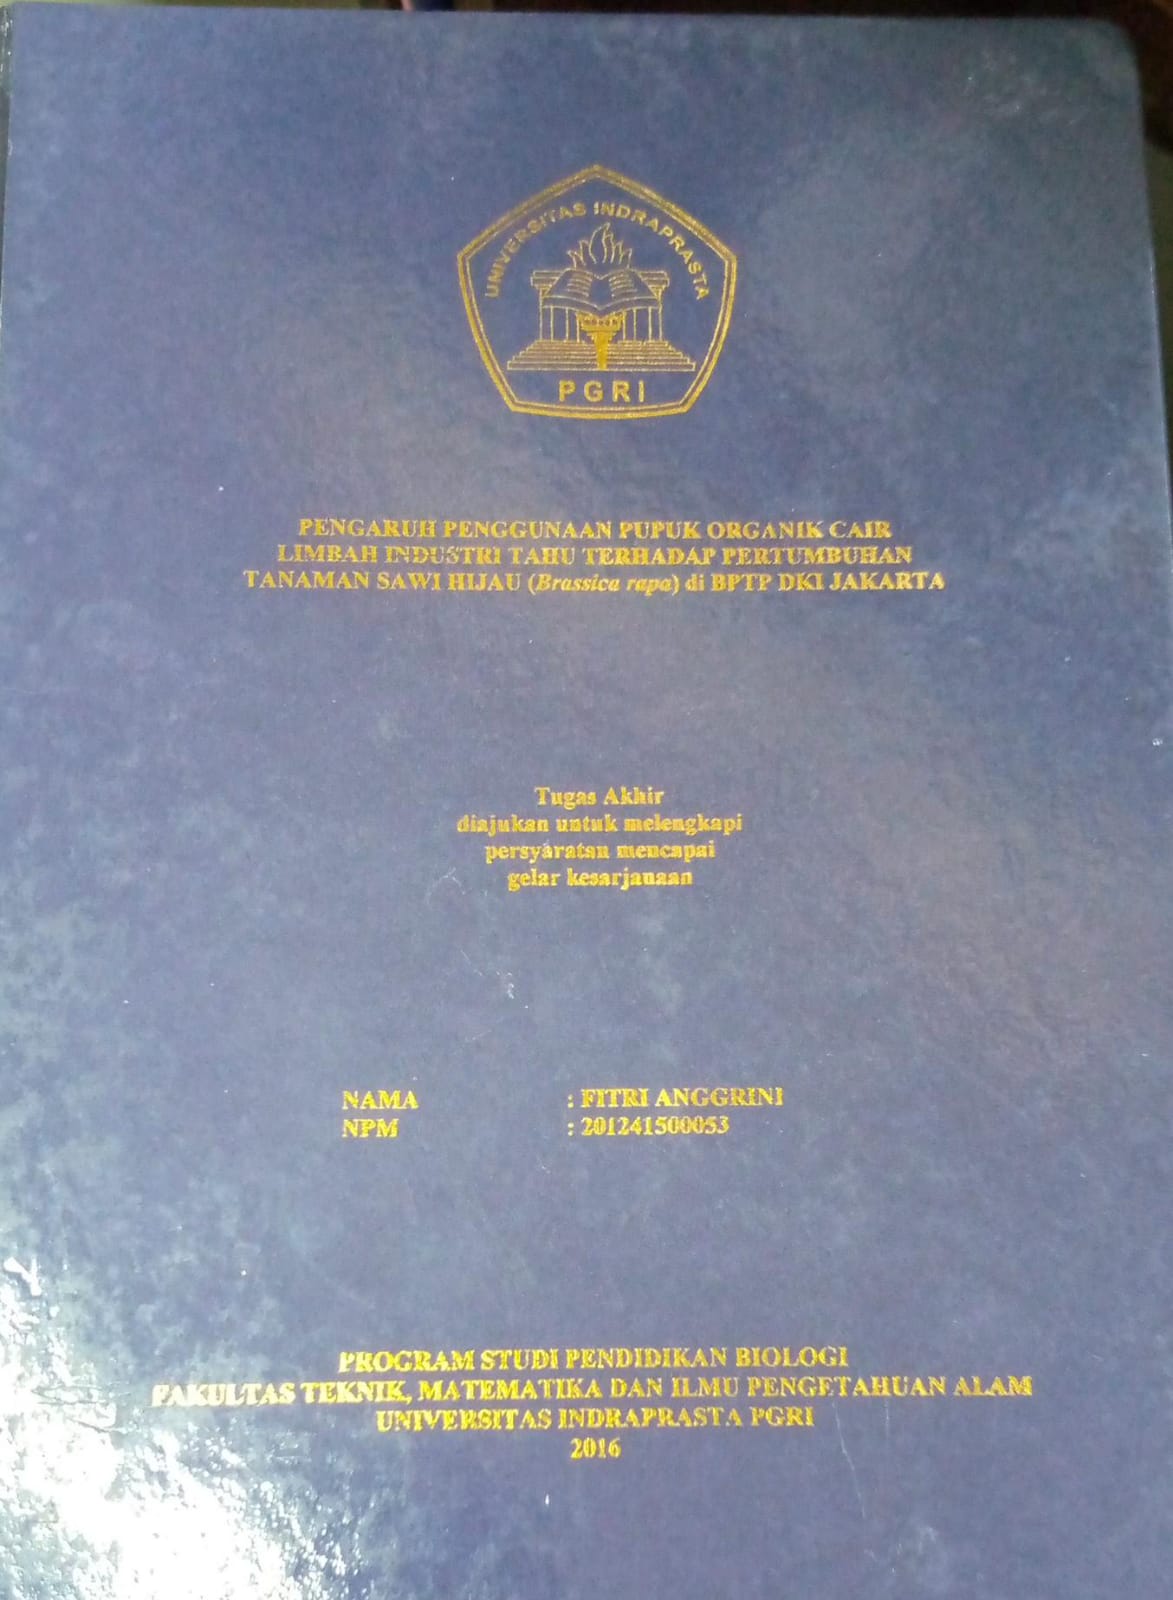 UNIVERSITAS INDRAPRASTA
PGRI
PENGARUH PENGGUNAAN PUPUK ORGANIK CAIR
LIMBAH INDUSTRI TAHU TERHADAP PERTUMBUHAN
TANAMAN SAWI HIJAU (Brassica rapa) di BPTP DKI JAKARTA
Tugas Akhir
diajukan untuk melengkapi
persyaratan mencapai
gelar kesarjanaan
NAMA : FITRI ANGGRINI
NPM : 201241500053
PROGRAM STUDI PENDIDIKAN BIOLOGI
FAKULTAS TEKNIK, MATEMATIKA DAN ILMU PENGETAHUAN ALAM
UNIVERSITAS INDRAPRASTA PGRI
2016